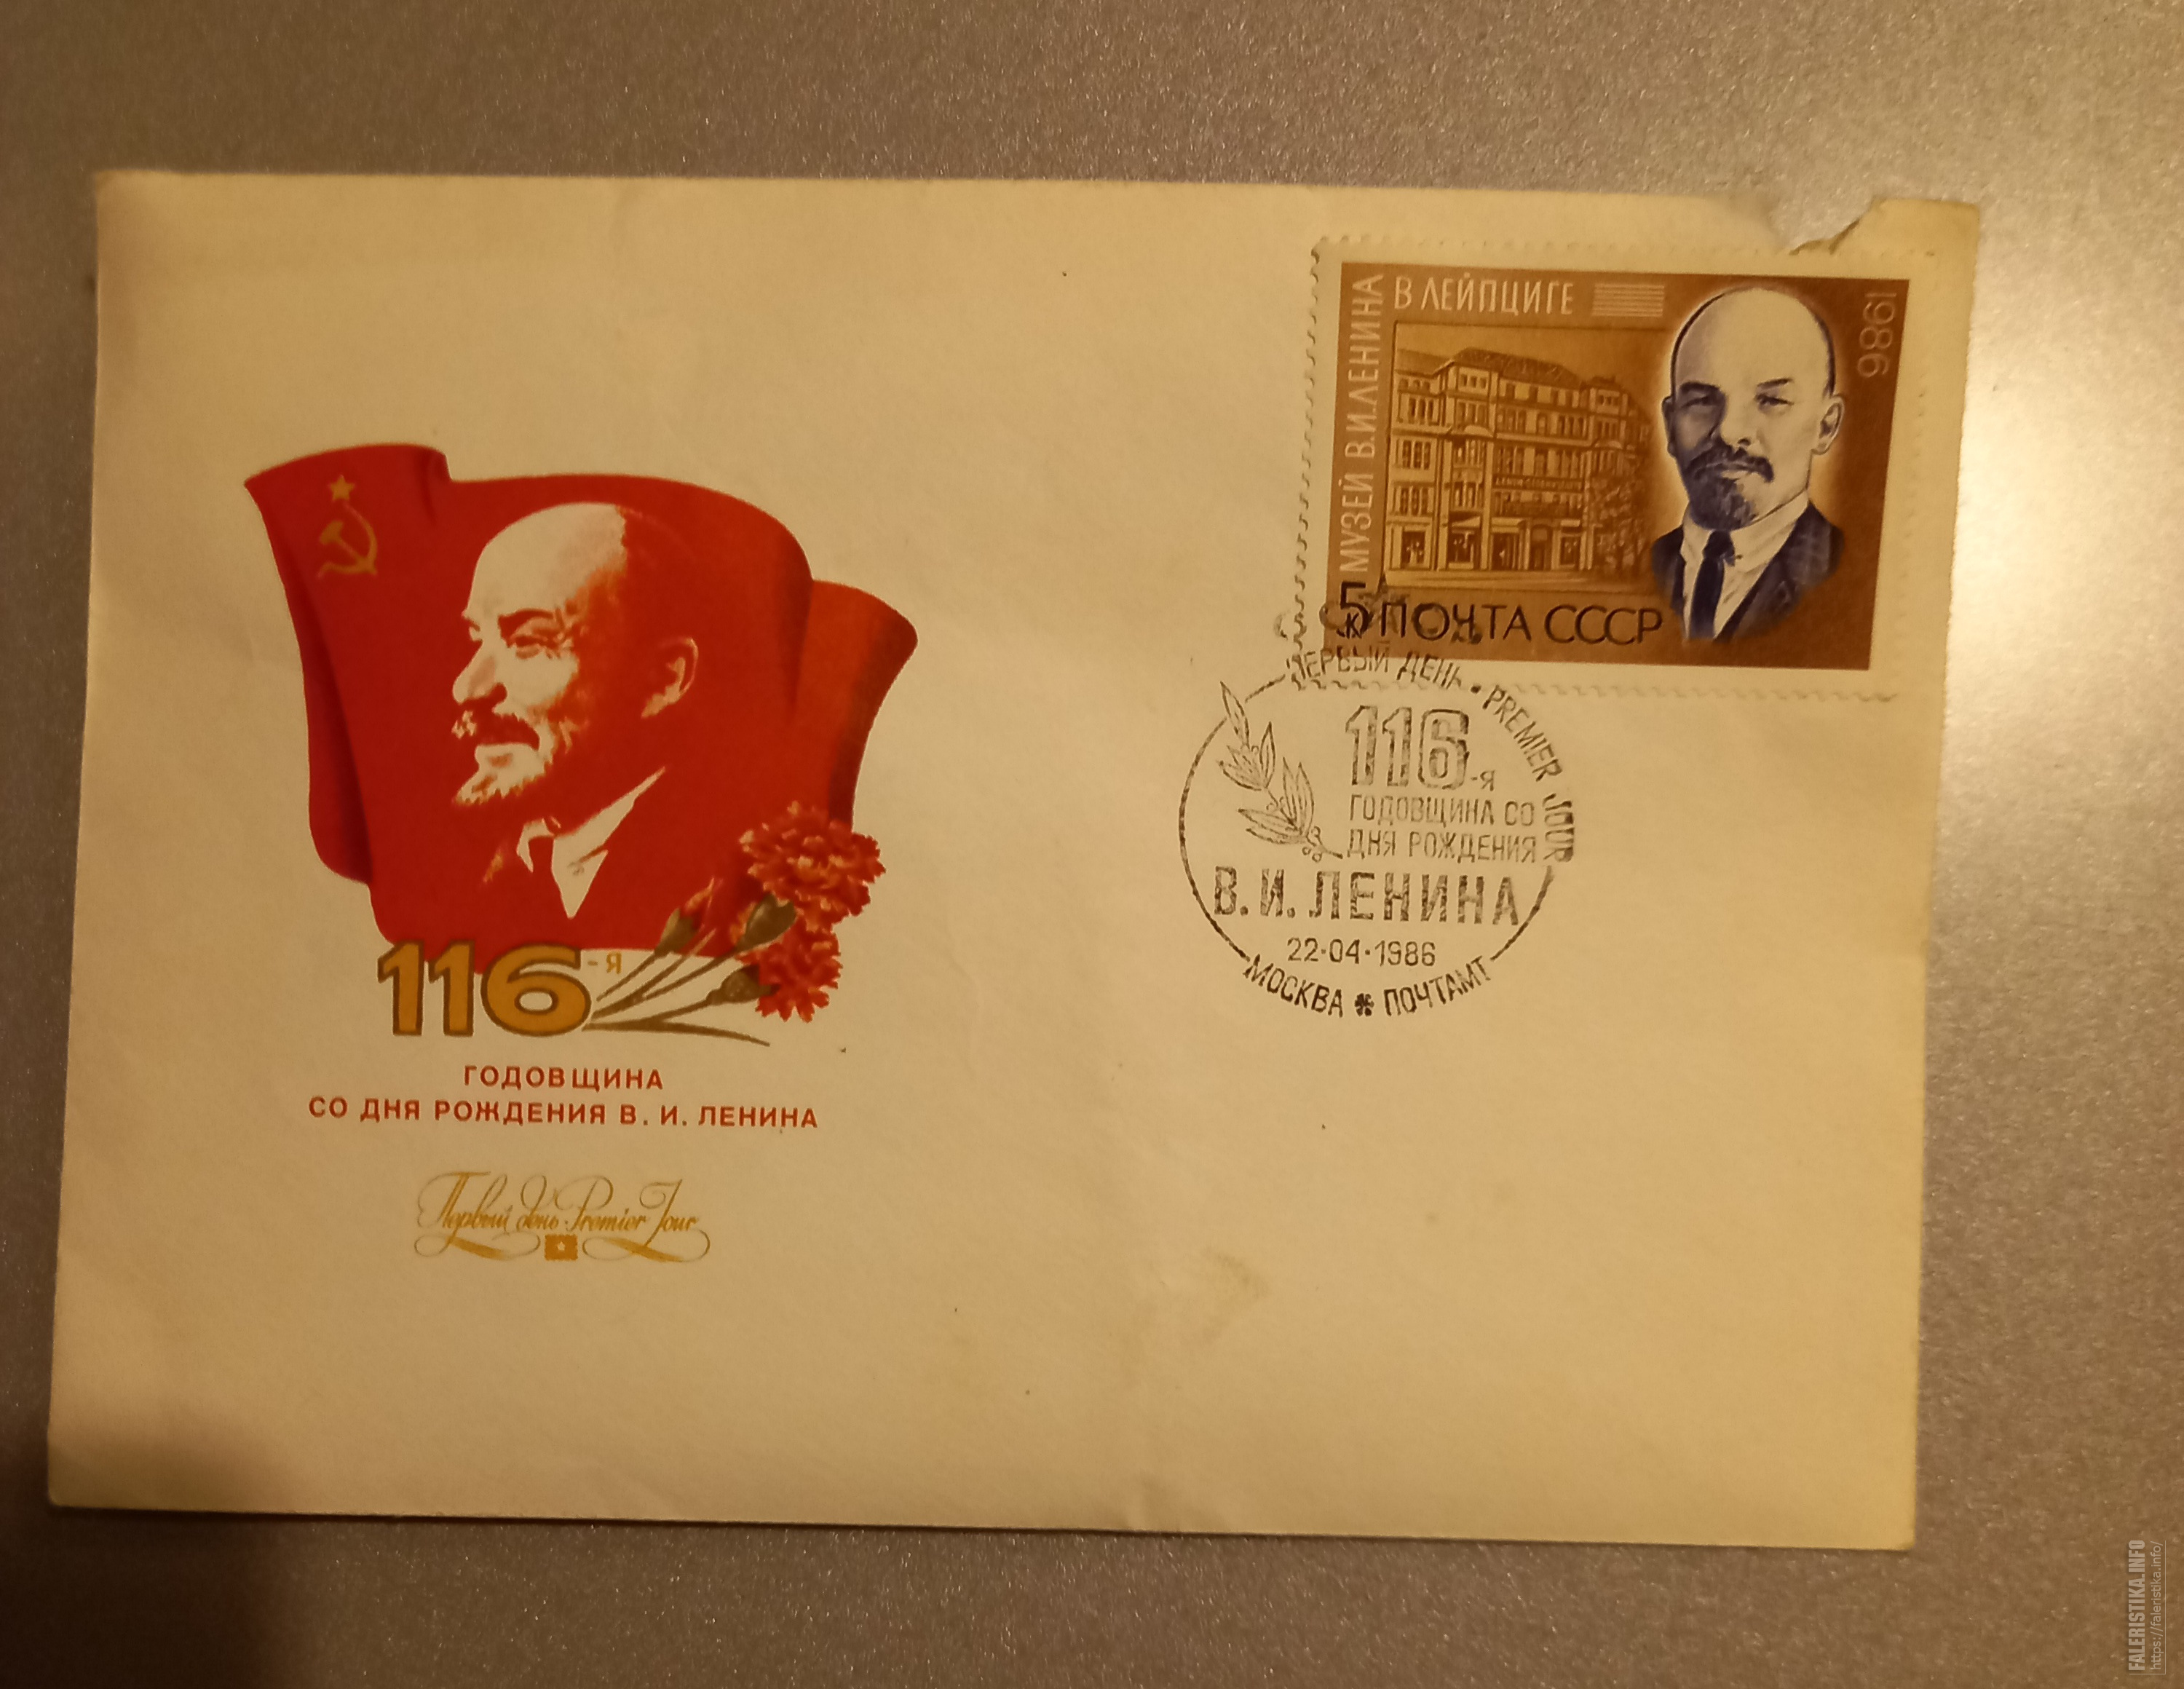 МУЗЕЙ В.И.ЛЕНИНА
В ЛЕЙПЦИГЕ
1986
5к ПОЧТА СССР
ПЕРВЫЙ ДЕНЬ • PREMIER JOUR
116-я
ГОДОВЩИНА СО
ДНЯ РОЖДЕНИЯ
В. И. ЛЕНИНА
22·04·1986
МОСКВА * ПОЧТАМТ
116-я
ГОДОВЩИНА
СО ДНЯ РОЖДЕНИЯ В. И. ЛЕНИНА
Первый день·Premier Jour
FALERISTIKA.INFO
https://faleristika.info/